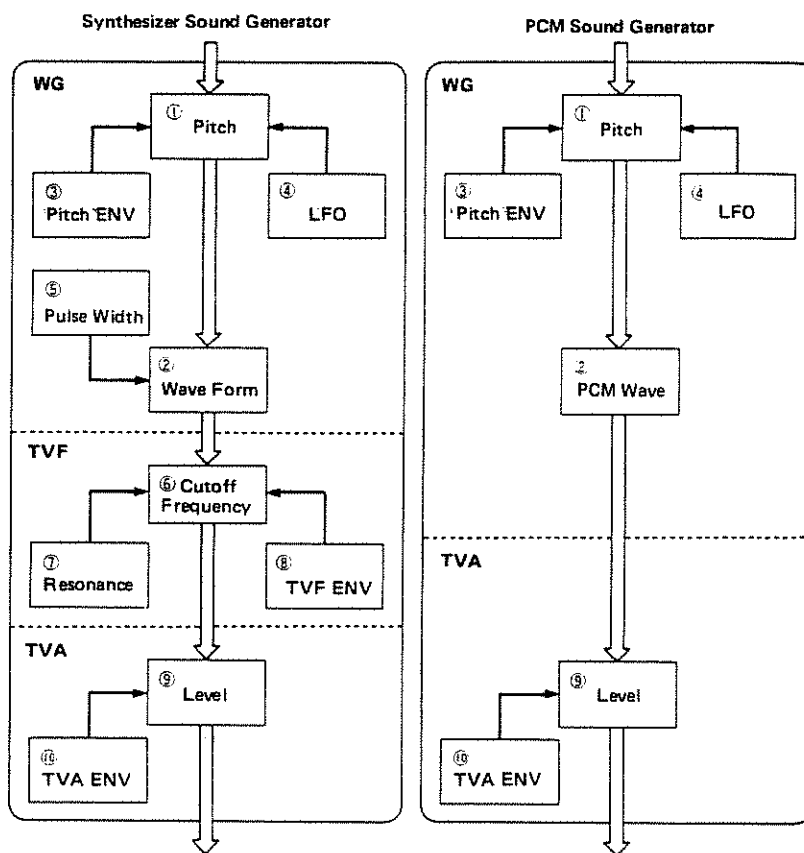 Synthesizer Sound Generator
WG
① Pitch
③ Pitch ENV
④ LFO
⑤ Pulse Width
② Wave Form
TVF
⑥ Cutoff
Frequency
⑦ Resonance
⑧ TVF ENV
TVA
⑨ Level
⑩ TVA ENV
PCM Sound Generator
WG
① Pitch
③ Pitch ENV
④ LFO
② PCM Wave
TVA
⑨ Level
⑩ TVA ENV